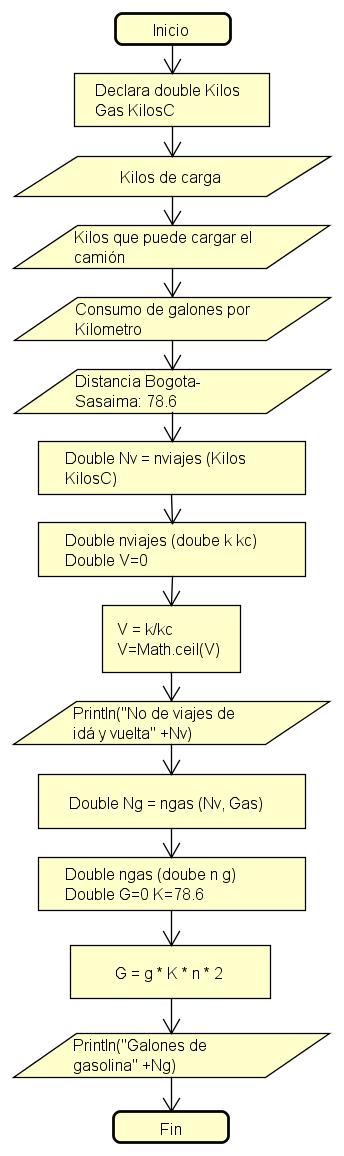 Inicio
Declara double Kilos
Gas KilosC
Kilos de carga
Kilos que puede cargar el
camión
Consumo de galones por
Kilometro
Distancia Bogota-
Sasaima: 78.6
Double Nv = nviajes (Kilos
KilosC)
Double nviajes (doube k kc)
Double V=0
V = k/kc
V=Math.ceil(V)
Println("No de viajes de
idá y vuelta" +Nv)
Double Ng = ngas (Nv, Gas)
Double ngas (doube n g)
Double G=0 K=78.6
G = g * K * n * 2
Println("Galones de
gasolina" +Ng)
Fin